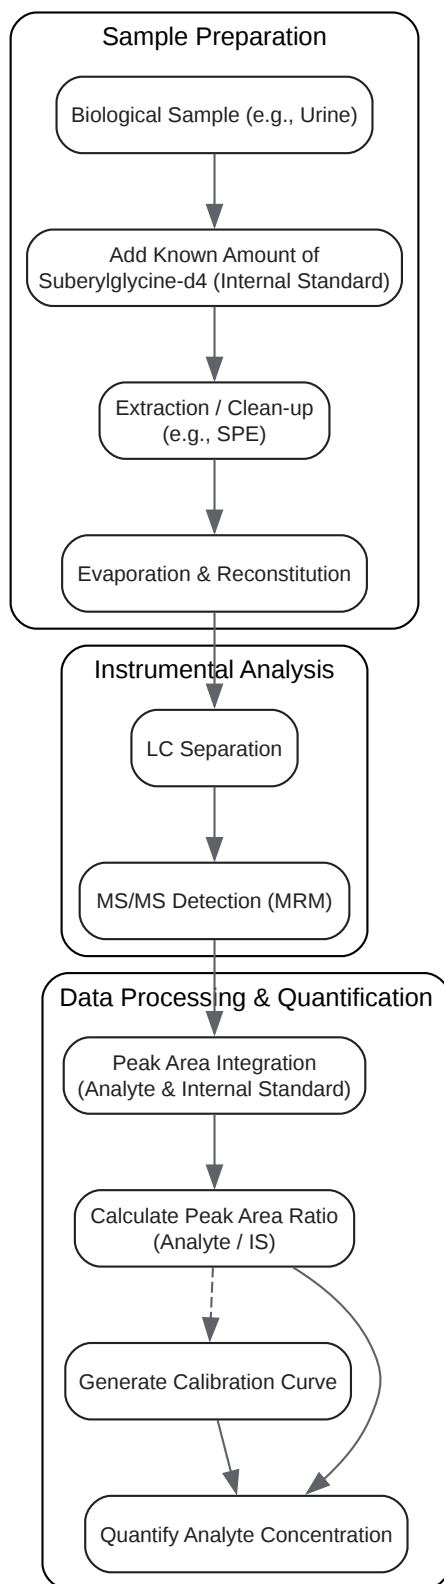 Sample Preparation
Biological Sample (e.g., Urine)
Add Known Amount of
Suberylglycine-d4 (Internal Standard)
Extraction / Clean-up
(e.g., SPE)
Evaporation & Reconstitution
Instrumental Analysis
LC Separation
MS/MS Detection (MRM)
Data Processing & Quantification
Peak Area Integration
(Analyte & Internal Standard)
Calculate Peak Area Ratio
(Analyte / IS)
Generate Calibration Curve
Quantify Analyte Concentration